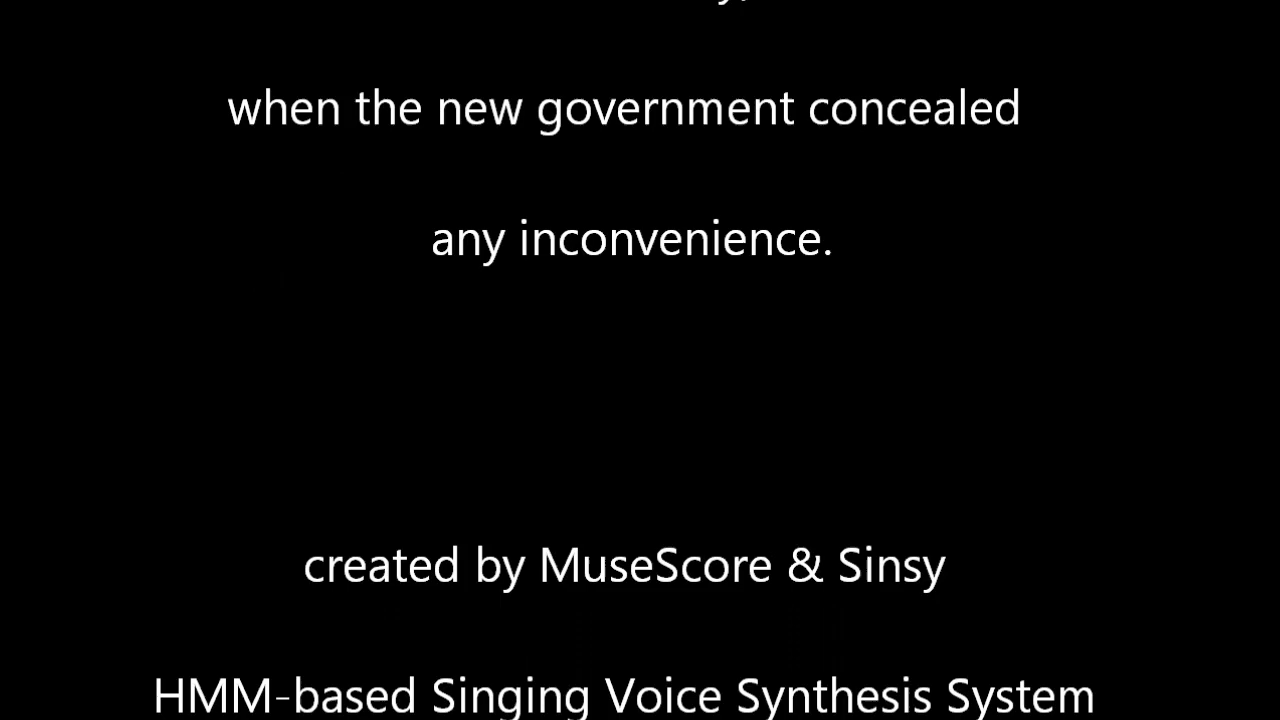 when the new government concealed
any inconvenience.
created by MuseScore & Sinsy
HMM-based Singing Voice Synthesis System